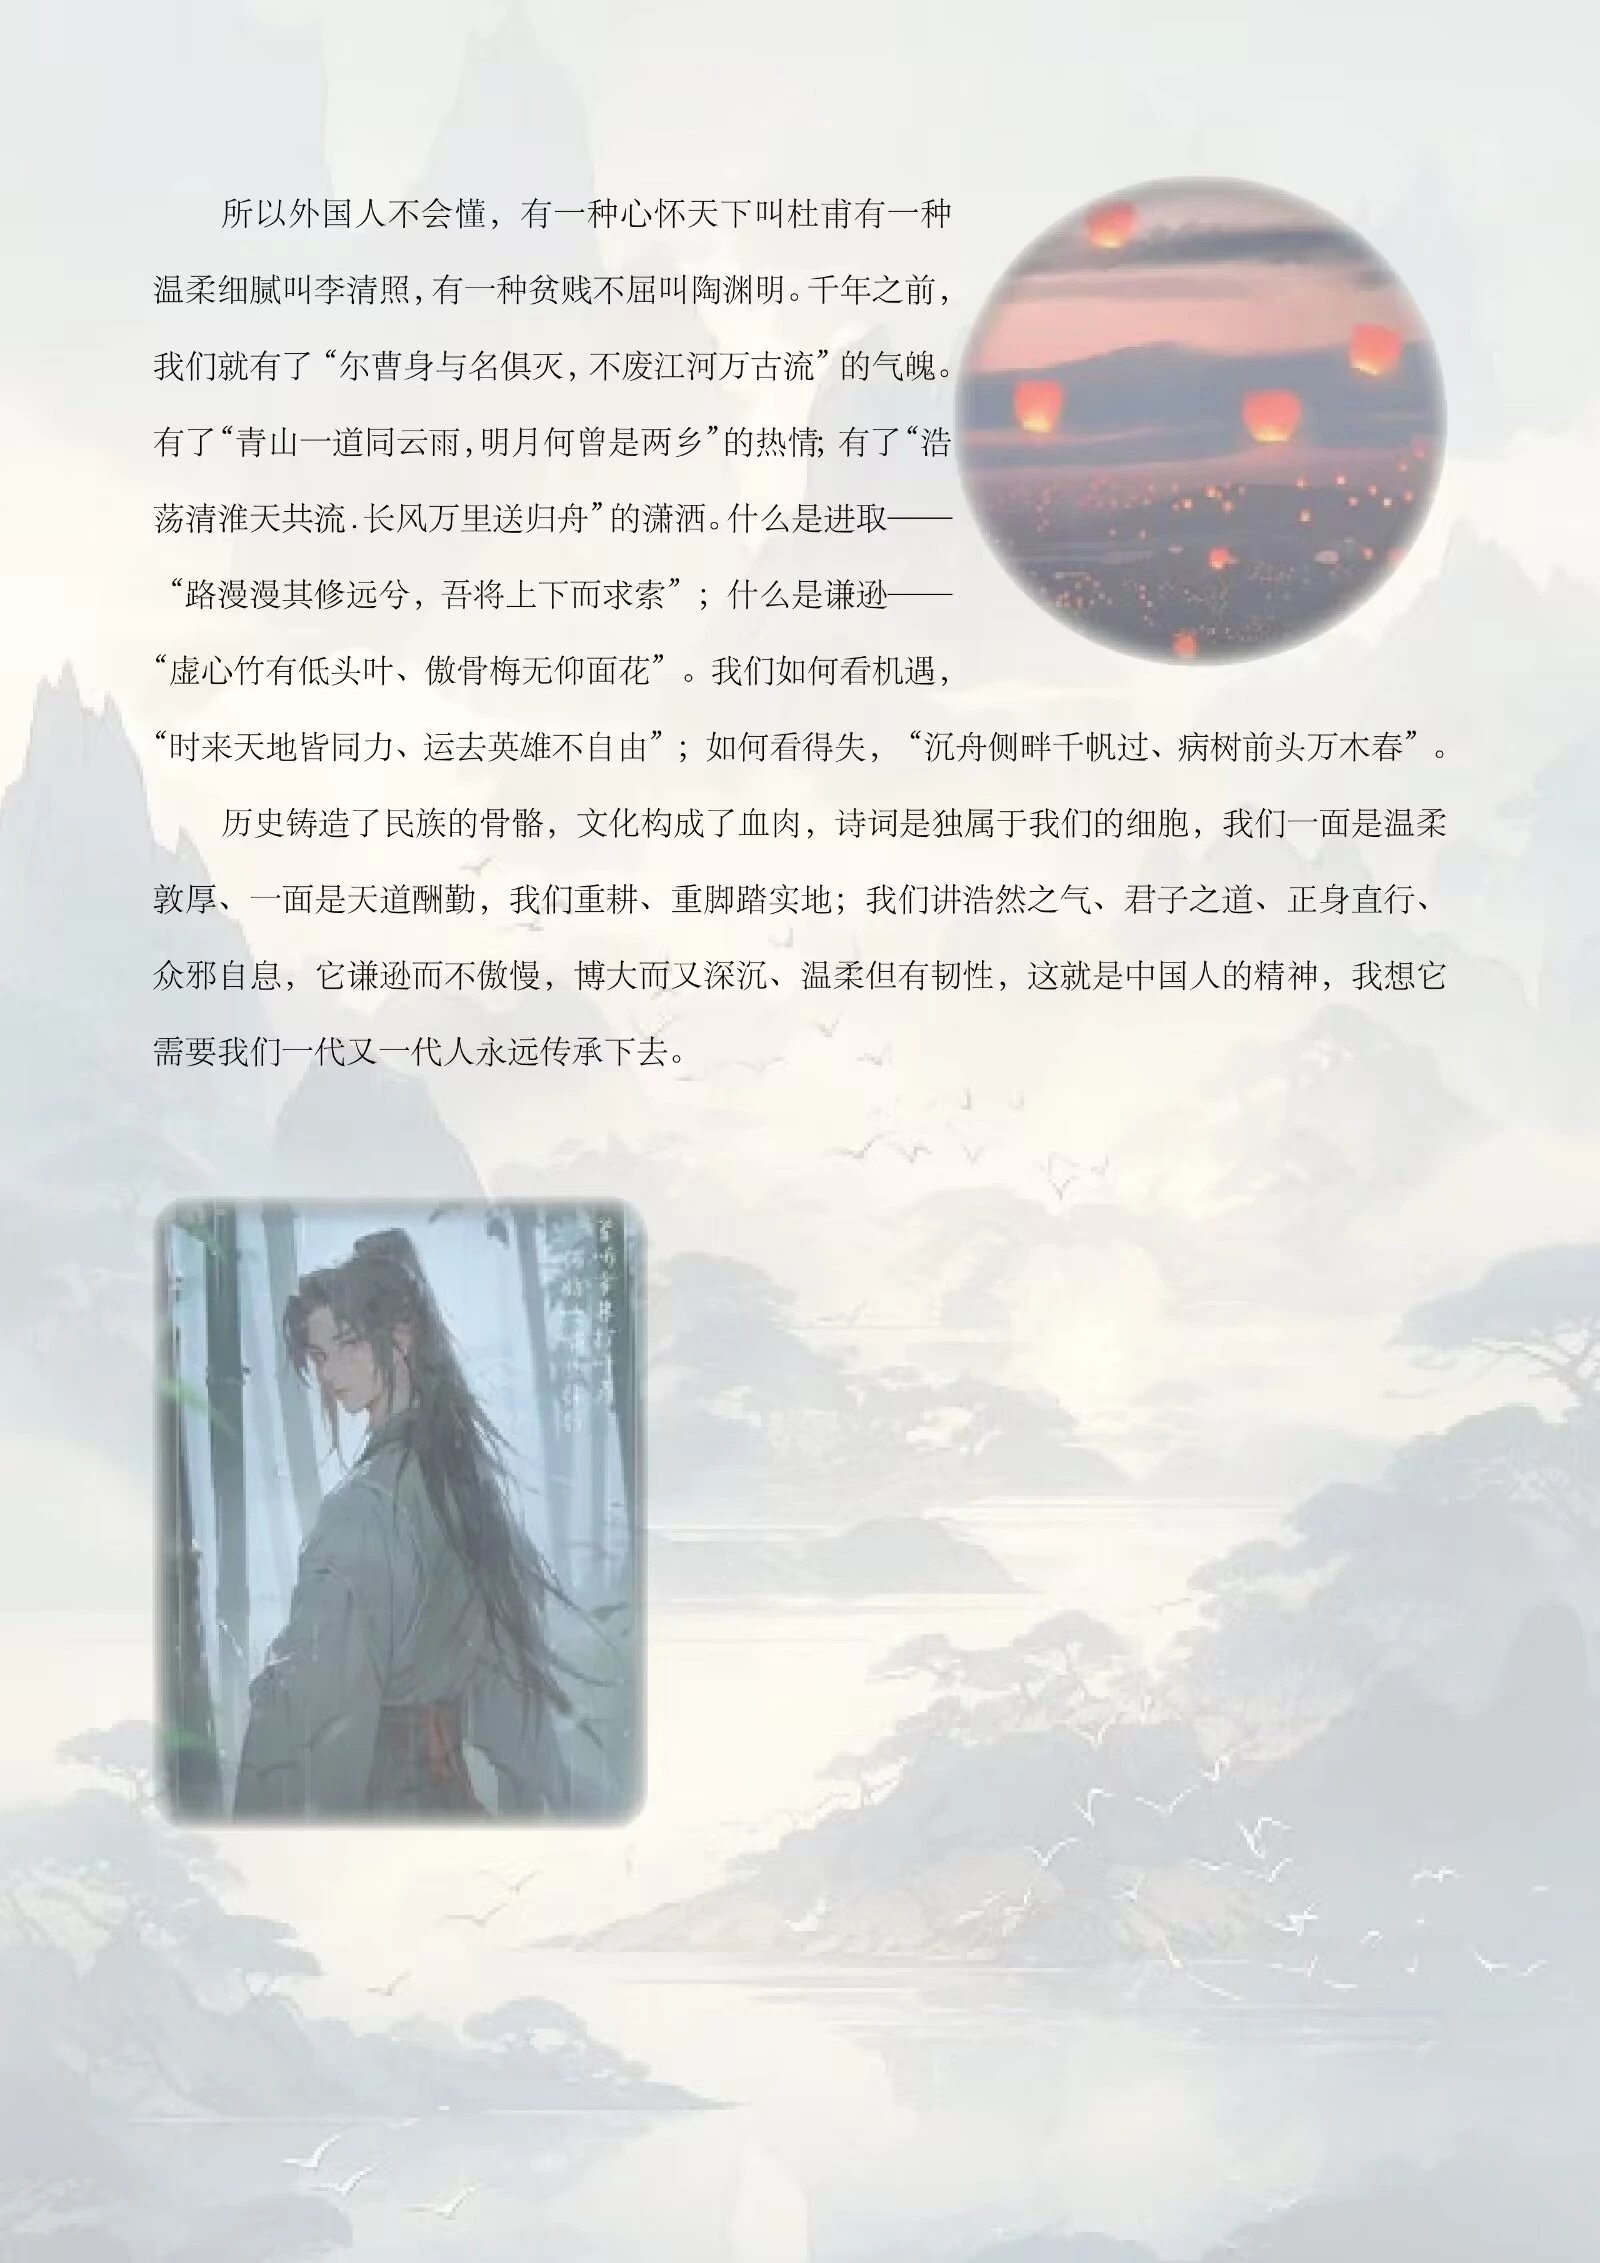 所以外国人不会懂，有一种心怀天下叫杜甫有一种
温柔细腻叫李清照，有一种贫贱不屈叫陶渊明。千年之前，
我们就有了“尔曹身与名俱灭，不废江河万古流”的气魄。
有了“青山一道同云雨，明月何曾是两乡”的热情；有了“浩
荡清淮天共流.长风万里送归舟”的潇洒。什么是进取——
“路漫漫其修远兮，吾将上下而求索”；什么是谦逊——
“虚心竹有低头叶、傲骨梅无仰面花”。我们如何看机遇，
“时来天地皆同力、运去英雄不自由”；如何看得失，“沉舟侧畔千帆过、病树前头万木春”。
历史铸造了民族的骨骼，文化构成了血肉，诗词是独属于我们的细胞，我们一面是温柔
敦厚、一面是天道酬勤，我们重耕、重脚踏实地；我们讲浩然之气、君子之道、正身直行、
众邪自息，它谦逊而不傲慢，博大而又深沉、温柔但有韧性，这就是中国人的精神，我想它
需要我们一代又一代人永远传承下去。